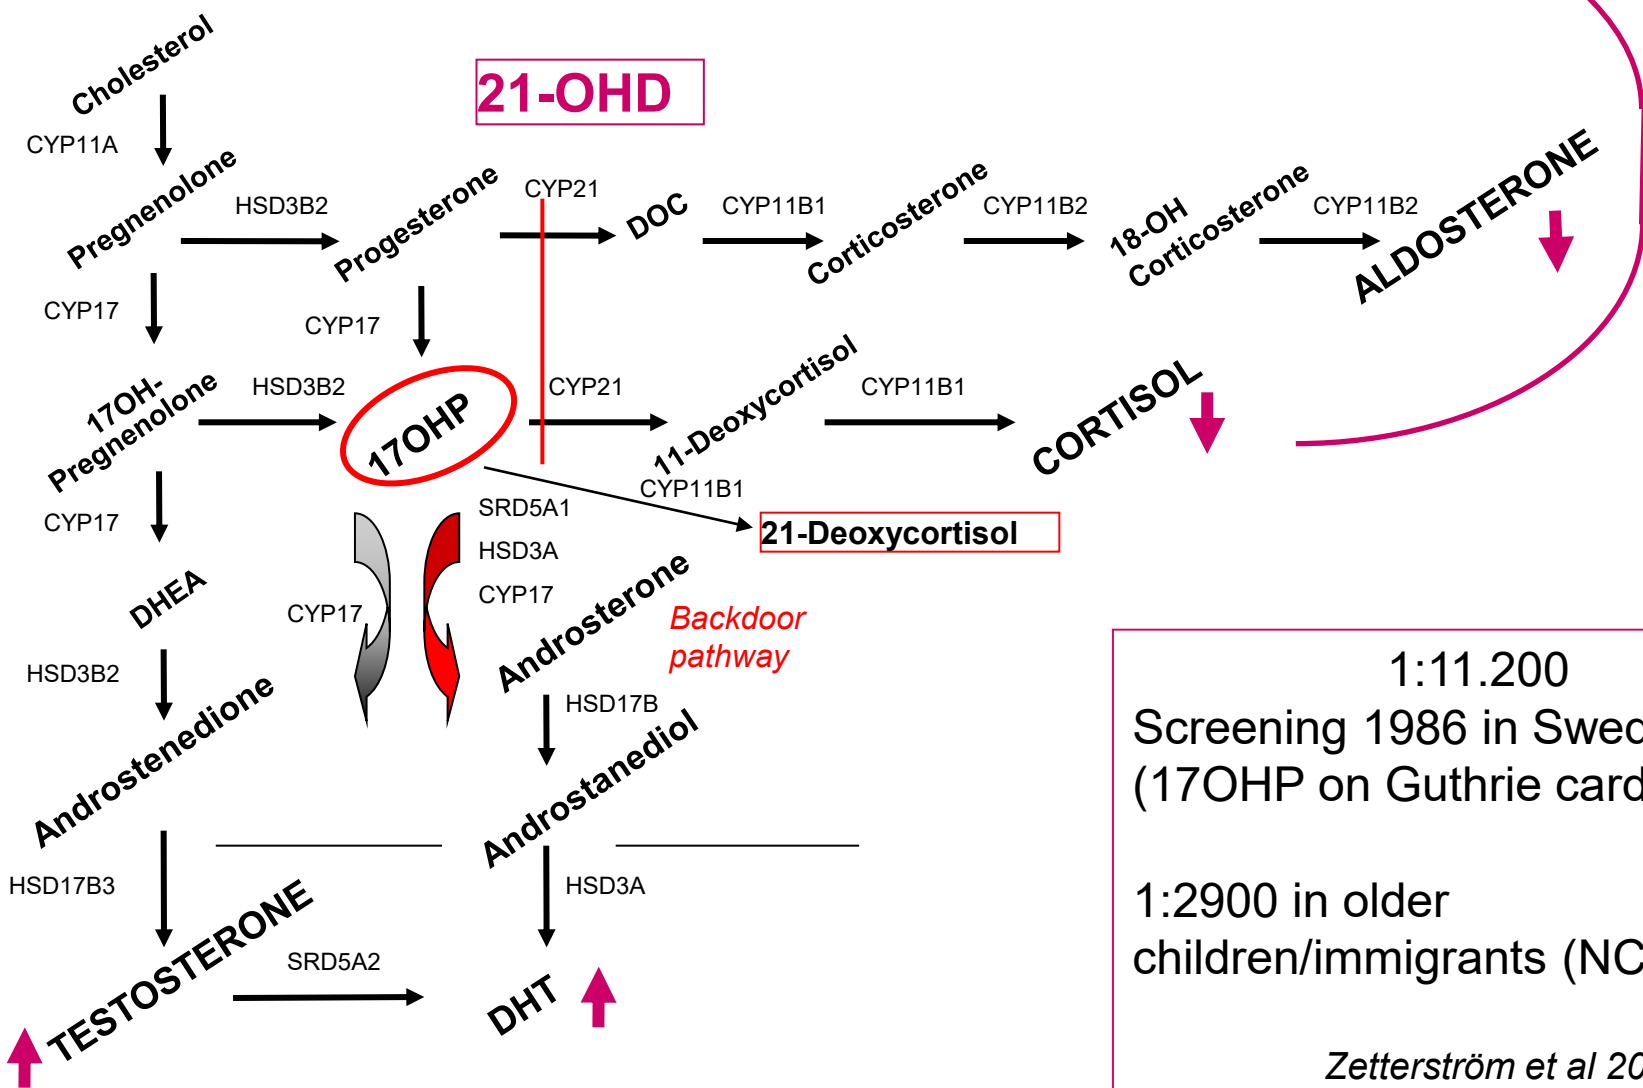 21-OHD
Cholesterol
CYP11A
Pregnenolone
HSD3B2
Progesterone
CYP21
DOC
CYP11B1
Corticosterone
CYP11B2
18-OH
Corticosterone
CYP11B2
ALDOSTERONE
CYP17
CYP17
17OH-
Pregnenolone
HSD3B2
17OHP
CYP21
11-Deoxycortisol
CYP11B1
CORTISOL
CYP11B1
21-Deoxycortisol
CYP17
SRD5A1
HSD3A
CYP17
CYP17
DHEA
Androsterone
Backdoor
pathway
HSD3B2
HSD17B
Androstenedione
Androstanediol
HSD17B3
HSD3A
TESTOSTERONE
SRD5A2
DHT
1:11.200
Screening 1986 in Swed
(17OHP on Guthrie card
1:2900 in older
children/immigrants (NC
Zetterström et al 20